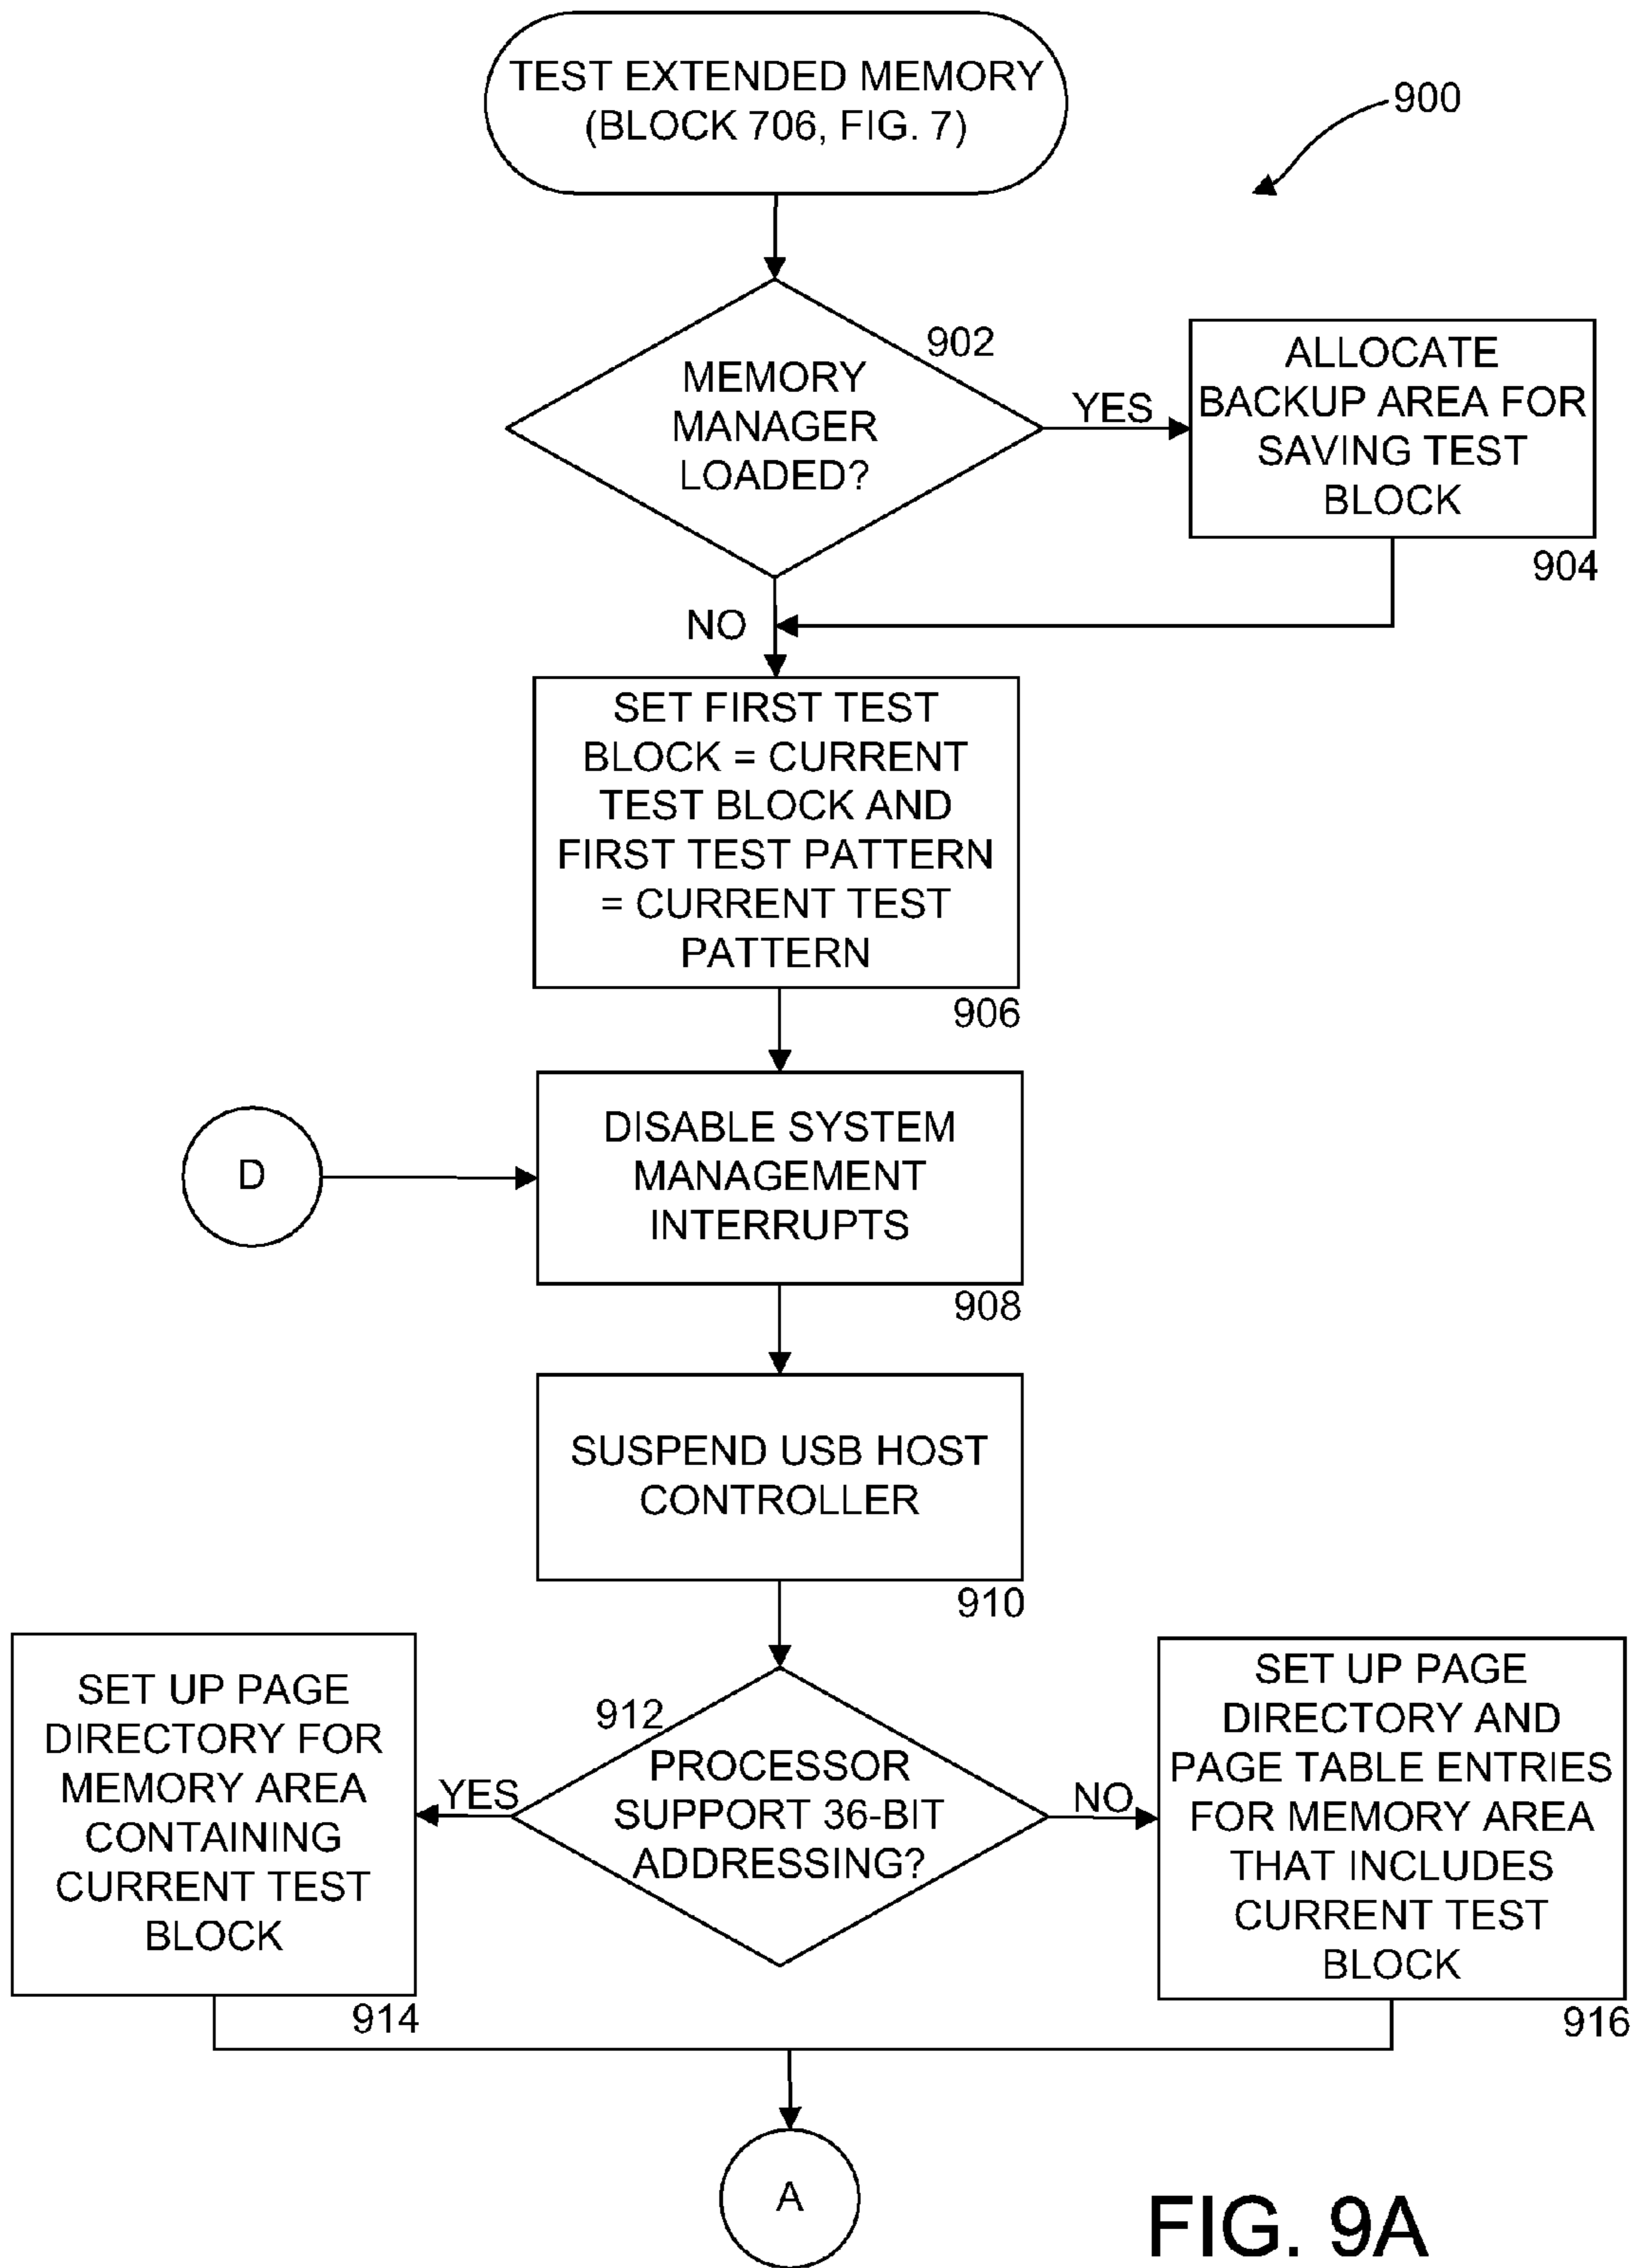 TEST EXTENDED MEMORY
(BLOCK 706, FIG. 7)
900
902
MEMORY
MANAGER
LOADED?
YES
ALLOCATE
BACKUP AREA FOR
SAVING TEST
BLOCK
904
NO
SET FIRST TEST
BLOCK = CURRENT
TEST BLOCK AND
FIRST TEST PATTERN
= CURRENT TEST
PATTERN
906
D
DISABLE SYSTEM
MANAGEMENT
INTERRUPTS
908
SUSPEND USB HOST
CONTROLLER
910
912
PROCESSOR
SUPPORT 36-BIT
ADDRESSING?
YES
SET UP PAGE
DIRECTORY FOR
MEMORY AREA
CONTAINING
CURRENT TEST
BLOCK
914
NO
SET UP PAGE
DIRECTORY AND
PAGE TABLE ENTRIES
FOR MEMORY AREA
THAT INCLUDES
CURRENT TEST
BLOCK
916
A
FIG. 9A